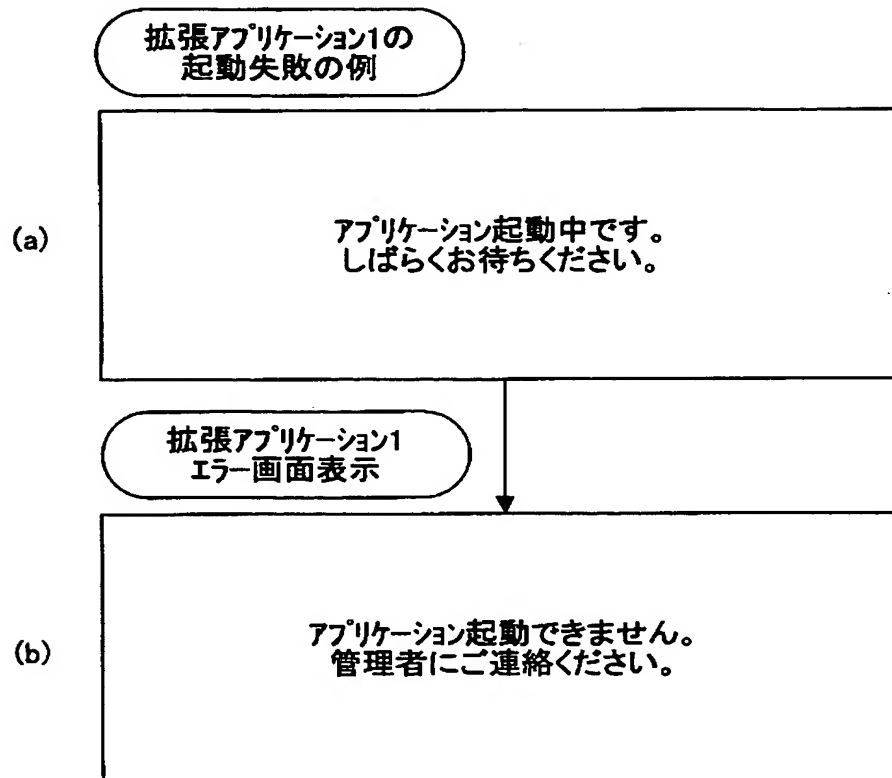 拡張アプリケーション1の
起動失敗の例
(a)
アプリケーション起動中です。
しばらくお待ちください。
拡張アプリケーション1
エラー画面表示
(b)
アプリケーション起動できません。
管理者にご連絡ください。